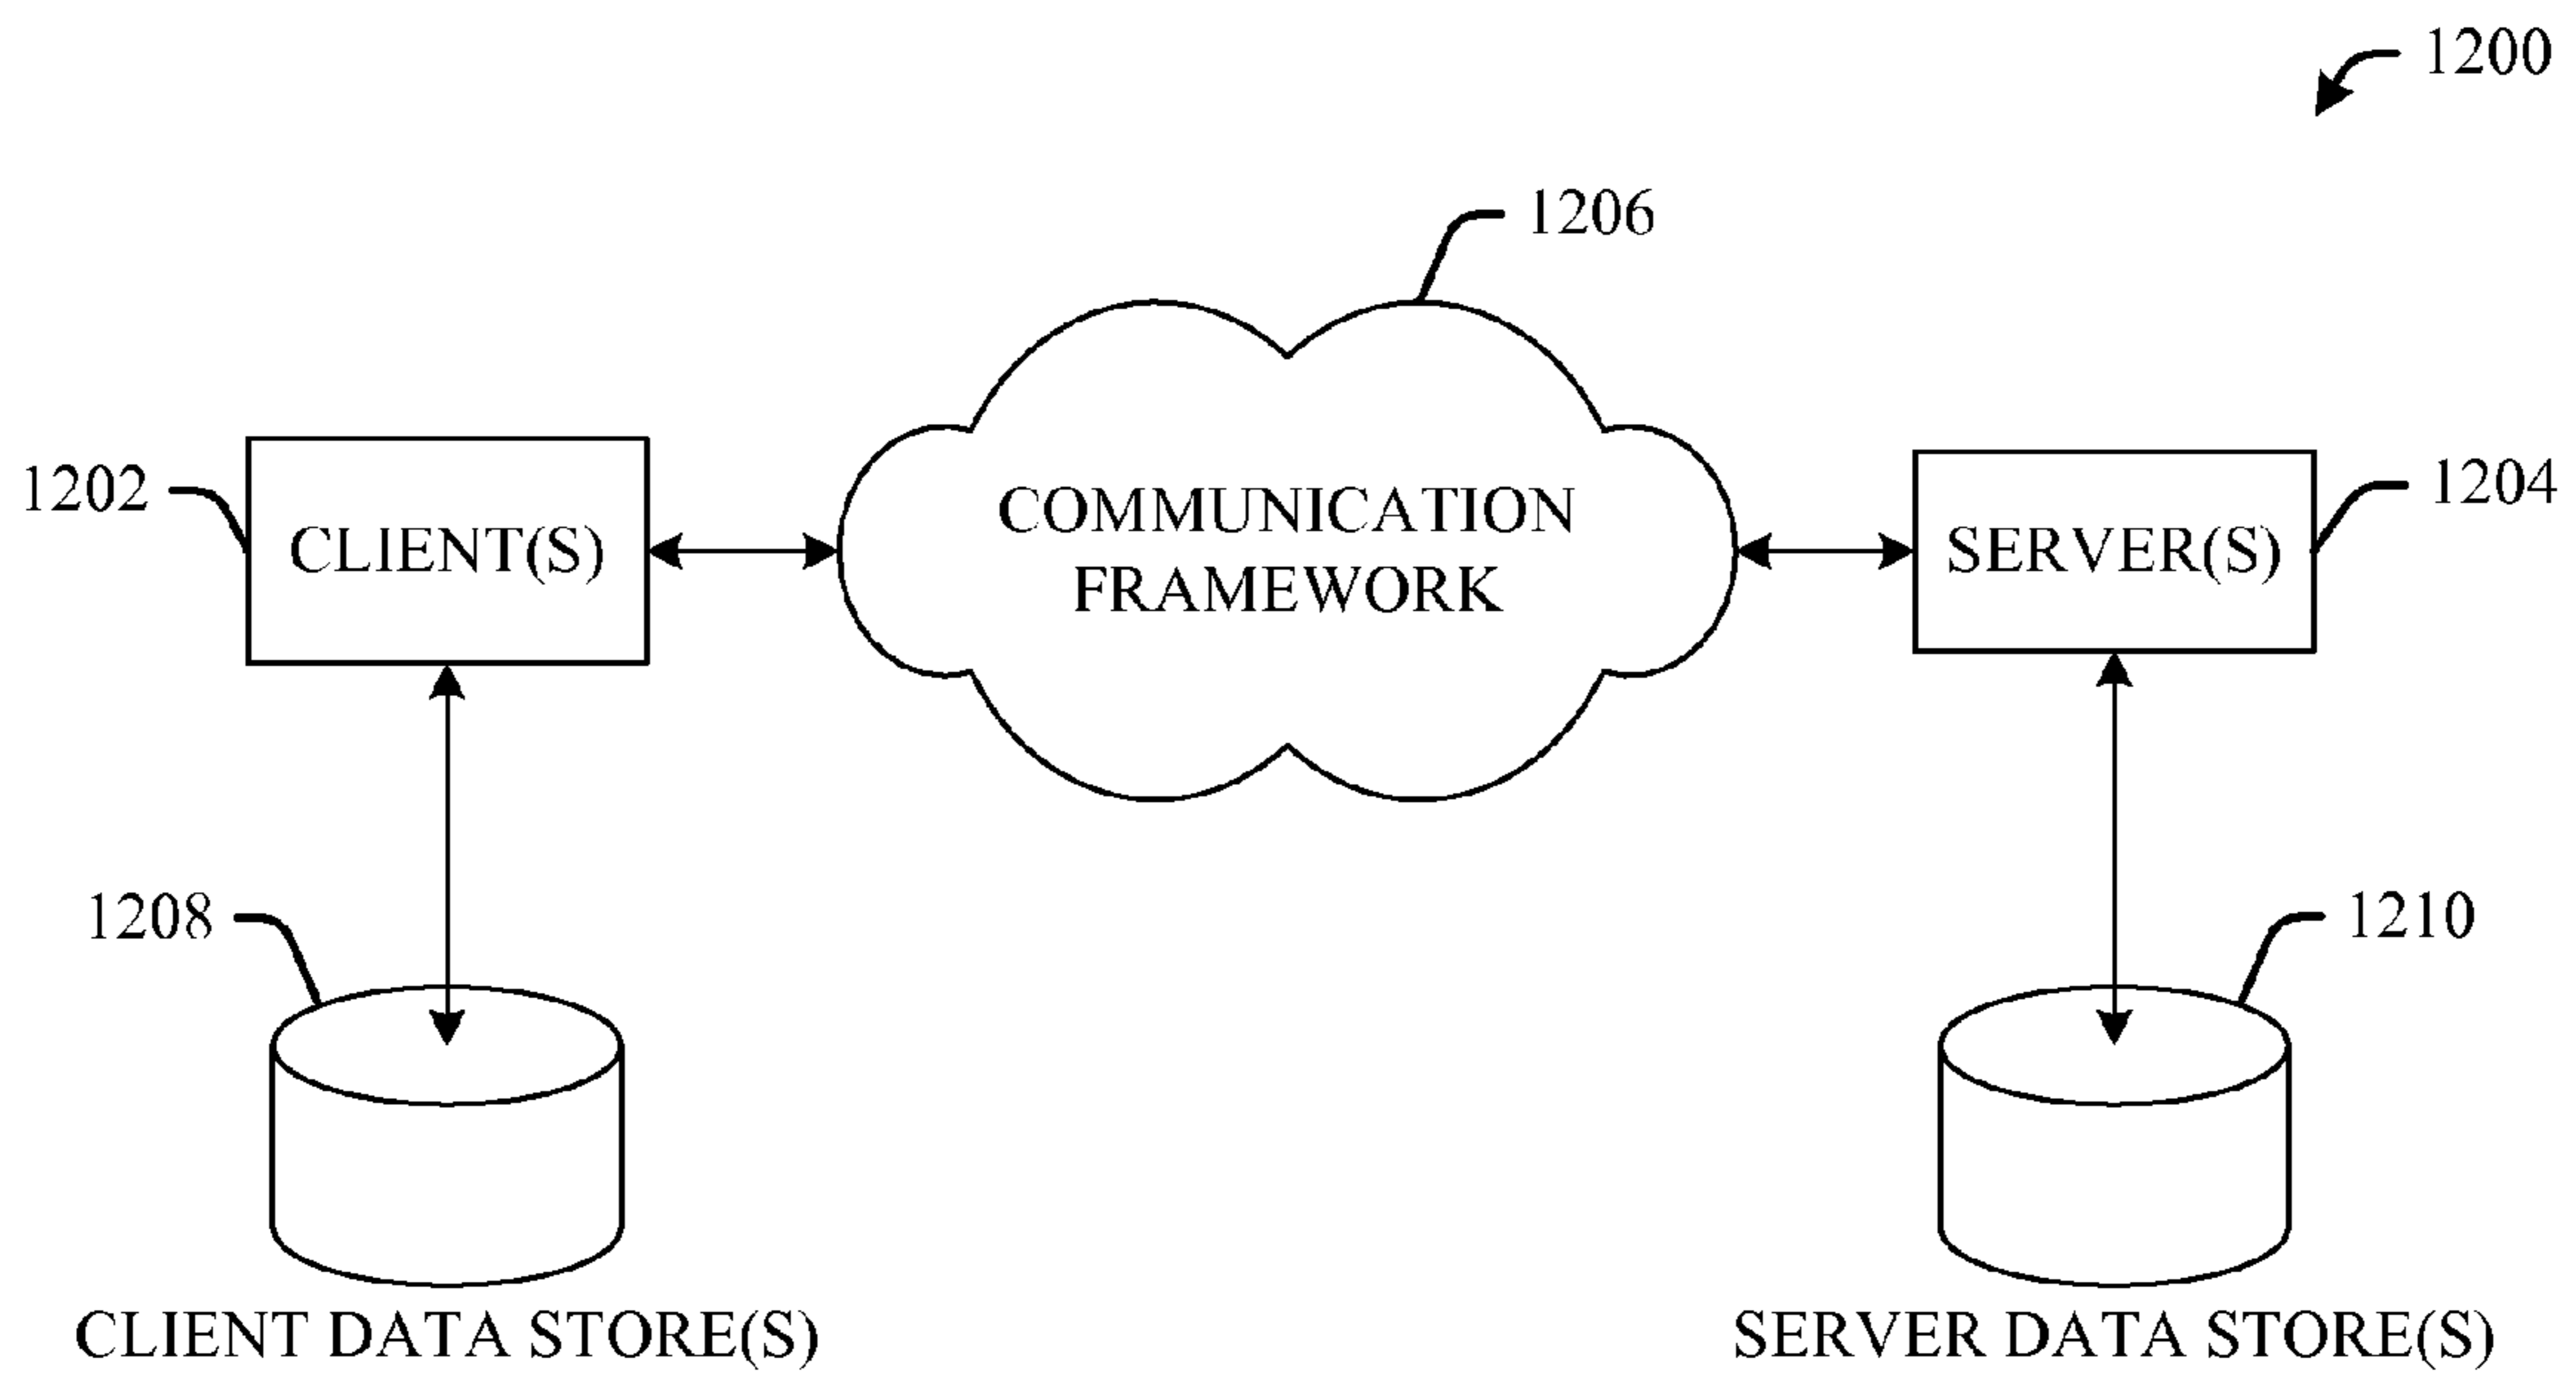 1200
1206
1202
CLIENT(S)
COMMUNICATION
FRAMEWORK
SERVER(S)
1204
1208
1210
CLIENT DATA STORE(S)
SERVER DATA STORE(S)